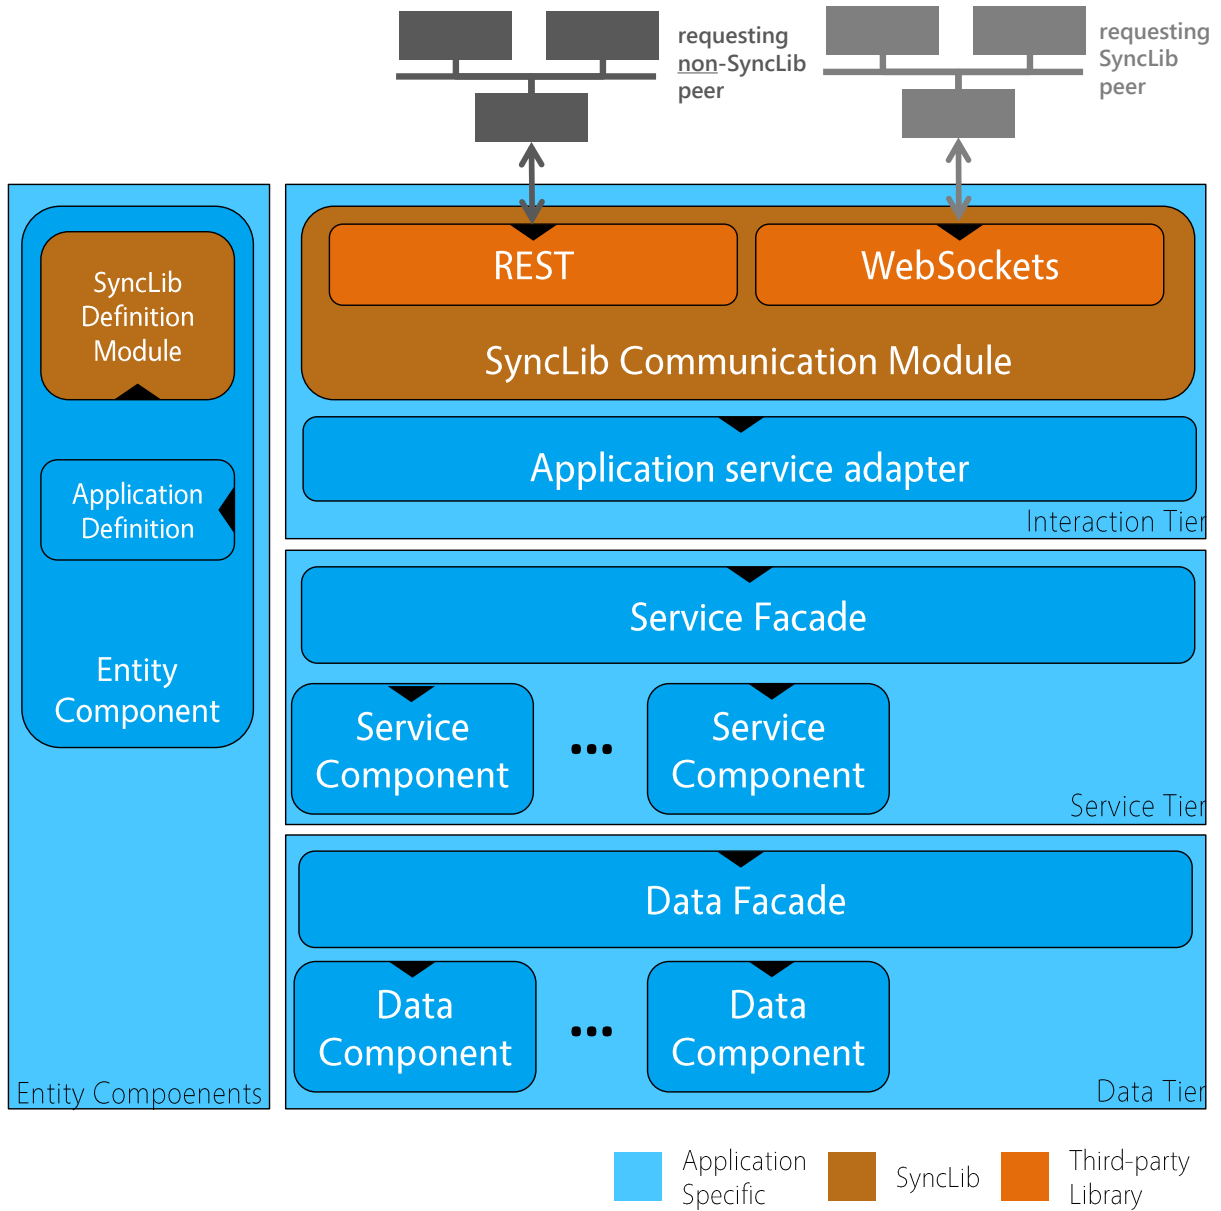 requesting
non-SyncLib
peer
requesting
SyncLib
peer
SyncLib
Definition
Module
Application
Definition
Entity
Component
Entity Compoenents
REST
WebSockets
SyncLib Communication Module
Application service adapter
Interaction Tier
Service Facade
Service
Component
...
Service
Component
Service Tier
Data Facade
Data
Component
...
Data
Component
Data Tier
Application
Specific
SyncLib
Third-party
Library